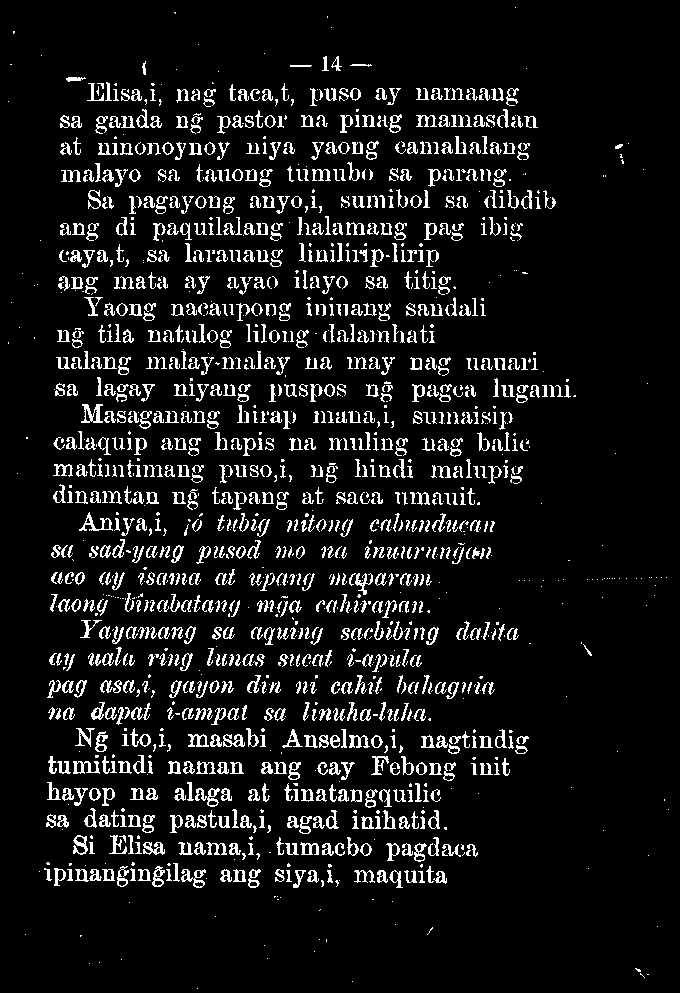 — 14 —
Elisa,i, nag taca,t, puso ay namaang
sa ganda ng̃ pastor na pinag mamasdan
at ninonoynoy niya yaong camahalang
malayo sa tauong tumubo sa parang.
Sa pagayong anyo,i, sumibol sa dibdib
ang di paquilalang halamang pag ibig
caya,t, sa larauang linilirip-lirip
ang mata ay ayao ilayo sa titig.
Yaong nacaupong iniuang sandali
ng̃ tila natulog lilong dalamhati
ualang malay-malay na may nag uauari
sa lagay niyang puspos ng̃ pagca lugami.
Masaganang hirap mana,i, sumaisip
calaquip ang hapis na muling nag balic
matimtimang puso,i, ng̃ hindi malupig
dinamtan ng̃ tapang at saca umauit.
Aniya,i, ¡ó tubig nitong cabunducan
sa sad-yang pusod mo na inuurung̃an
aco ay isama at upang maparam
laong binabatang mg̃a cahirapan.
Yayamang sa aquing sacbibing dalita
ay uala ring lunas sucat i-apula
pag asa,i, gayon din ni cahit bahaguia
na dapat i-ampat sa linuha-luha.
Ng̃ ito,i, masabi Anselmo,i, nagtindig
tumitindi naman ang cay Febong init
hayop na alaga at tinatangquilic
sa dating pastula,i, agad inihatid.
Si Elisa nama,i, tumacbo pagdaca
ipinang̃ing̃ilag ang siya,i, maquita